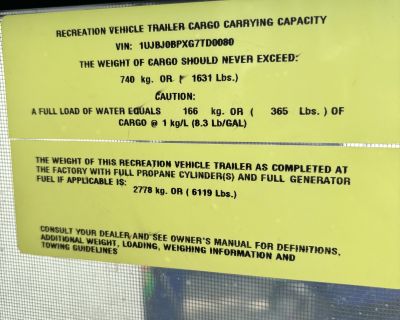 RECREATION VEHICLE TRAILER CARGO CARRYING CAPACITY
VIN: 1UJBJ0BPXG7TD0080
THE WEIGHT OF CARGO SHOULD NEVER EXCEED:
740 kg. OR ( 1631 Lbs.)
CAUTION:
A FULL LOAD OF WATER EQUALS 166 kg. OR ( 365 Lbs. ) OF
CARGO @ 1 kg/L (8.3 Lb/GAL)
THE WEIGHT OF THIS RECREATION VEHICLE TRAILER AS COMPLETED AT
THE FACTORY WITH FULL PROPANE CYLINDER(S) AND FULL GENERATOR
FUEL IF APPLICABLE IS:
2778 kg. OR ( 6119 Lbs.)
CONSULT YOUR DEALER AND SEE OWNER'S MANUAL FOR DEFINITIONS,
ADDITIONAL WEIGHT, LOADING, WEIGHING INFORMATION AND
TOWING GUIDELINES